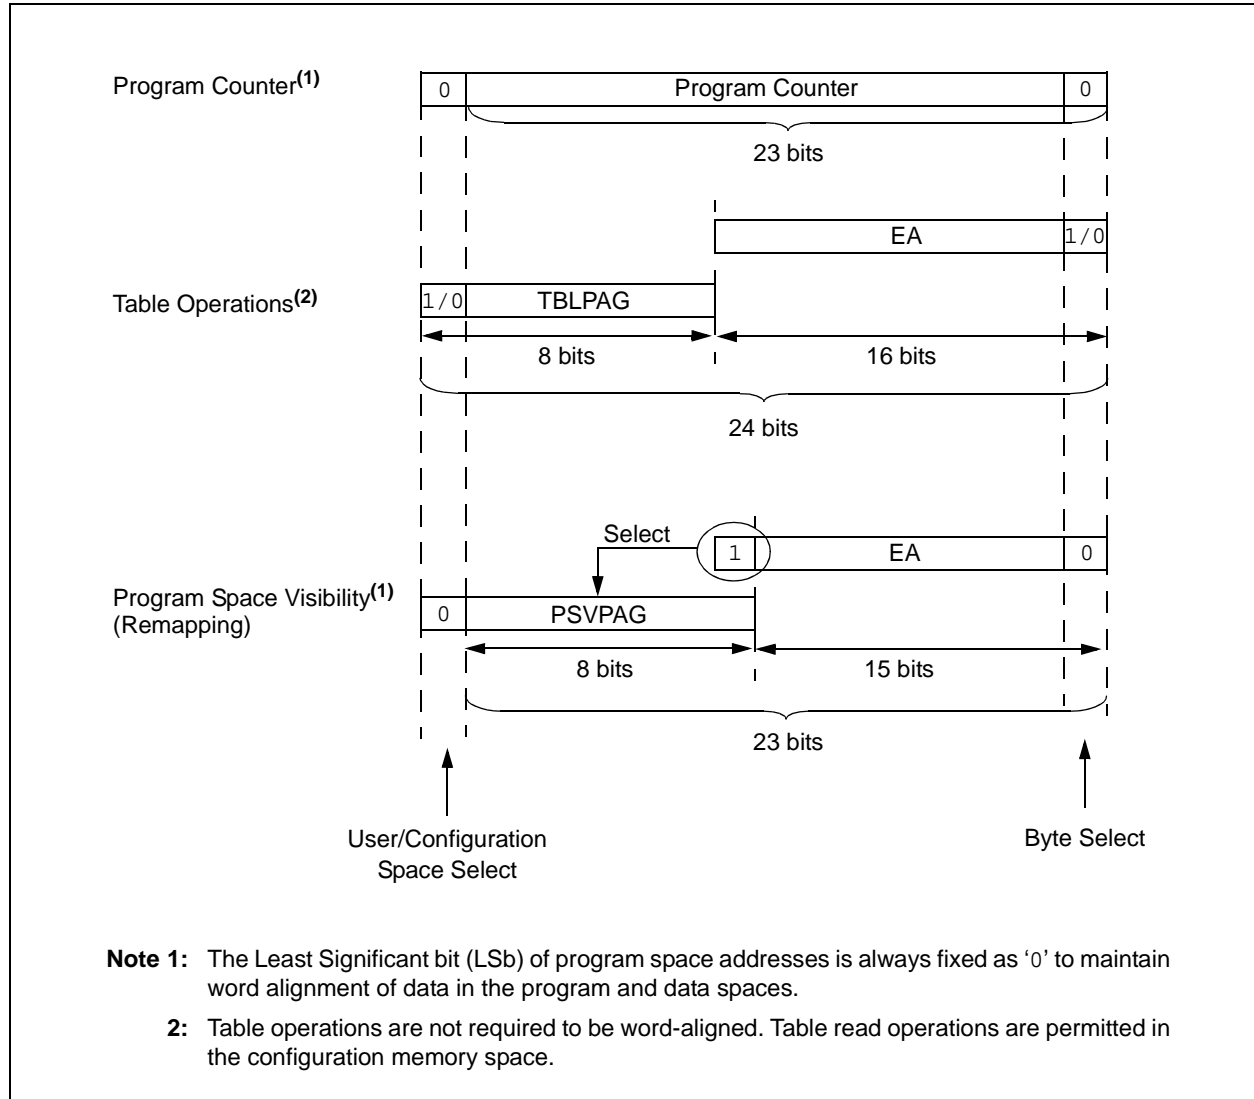 Program Counter(1)
0
Program Counter
0
23 bits
EA
1/0
Table Operations(2)
1/0
TBLPAG
8 bits
16 bits
24 bits
Select
1
EA
0
Program Space Visibility(1)
(Remapping)
0
PSVPAG
8 bits
15 bits
23 bits
User/Configuration
Space Select
Byte Select
Note 1: The Least Significant bit (LSb) of program space addresses is always fixed as ‘0’ to maintain
word alignment of data in the program and data spaces.
2: Table operations are not required to be word-aligned. Table read operations are permitted in
the configuration memory space.